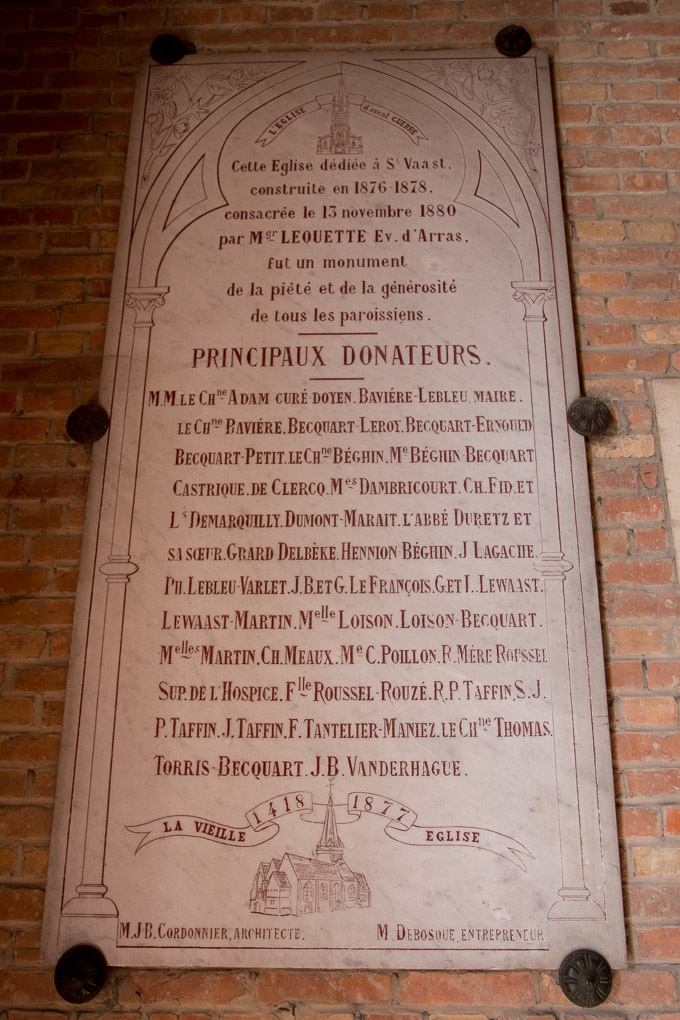 L'EGLISE d'avant GUERRE
Cette Eglise dédiée à St Vaast,
construite en 1876-1878.
consacrée le 13 novembre 1880
par Mgr LEQUETTE Ev. d'Arras,
fut un monument
de la piété et de la générosité
de tous les paroissiens.
PRINCIPAUX DONATEURS.
M.M. LE CHne ADAM CURÉ-DOYEN. BAVIÉRE-LEBLEU, MAIRE.
LE CHne BAVIÉRE. BECQUART-LEROY. BECQUART-ERNOULD
BECQUART-PETIT. LE CHne BÉGHIN. Me BÉGHIN-BECQUART
CASTRIQUE. DE CLERCQ. Mes DAMBRICOURT. CH. FID. ET
Ls DEMARQUILLY. DUMONT-MARAIT. L'ABBÉ DURETZ ET
SA SŒUR. GRARD DELBÈKE. HENNION-BÉGHIN. J LAGACHE.
PH. LEBLEU-VARLET. J.B. ET G. LE FRANÇOIS. G. ET L. LEWAAST.
LEWAAST-MARTIN. Melle LOISON. LOISON-BECQUART.
Melles MARTIN. CH. MEAUX. Me C. POILLON. R. MÈRE ROUSSEL
SUP. DE L'HOSPICE. Flle ROUSSEL-ROUZÉ. R.P. TAFFIN, S.J.
P. TAFFIN. J. TAFFIN. F. TANTELIER-MANIEZ. LE CHne THOMAS.
TORRIS-BECQUART. J.B. VANDERHAGUE.
1418 1877
LA VIEILLE EGLISE
M.J-B. CORDONNIER, ARCHITECTE. M. DEBOSQUE, ENTREPRENEUR